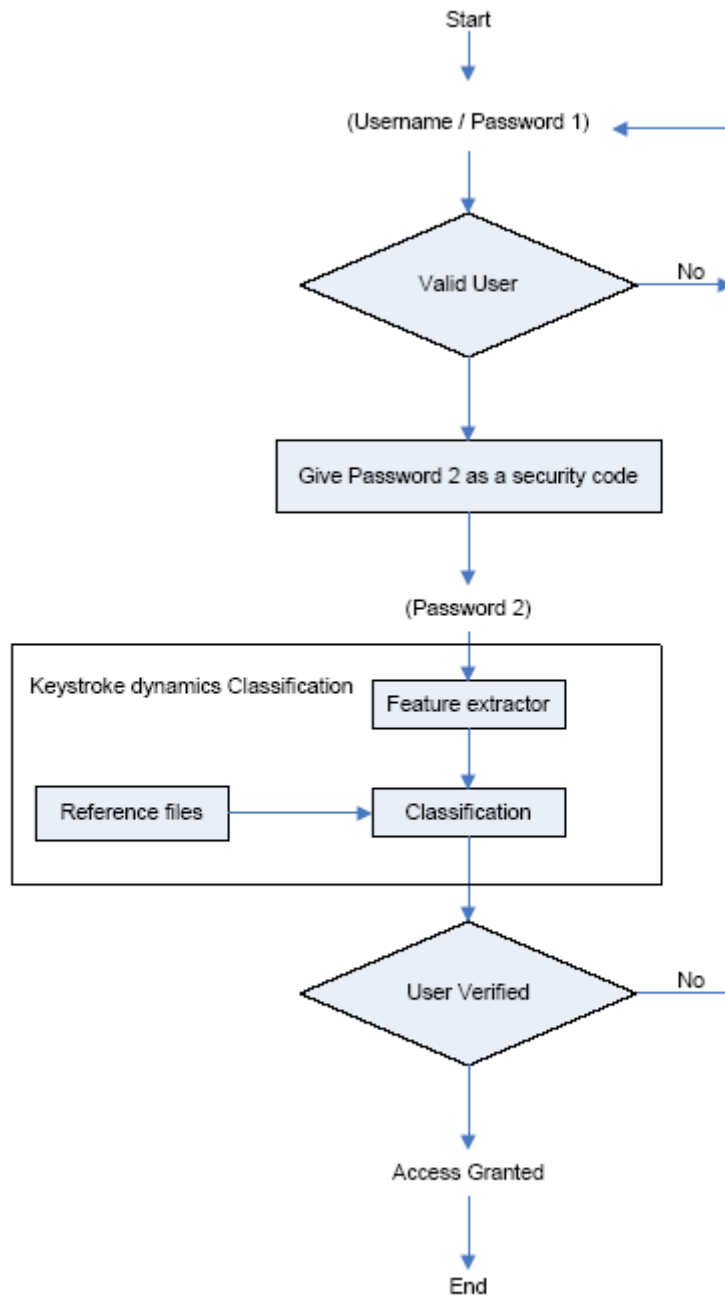 Start
(Username / Password 1)
Valid User
No
Give Password 2 as a security code
(Password 2)
Keystroke dynamics Classification
Feature extractor
Reference files
Classification
User Verified
No
Access Granted
End